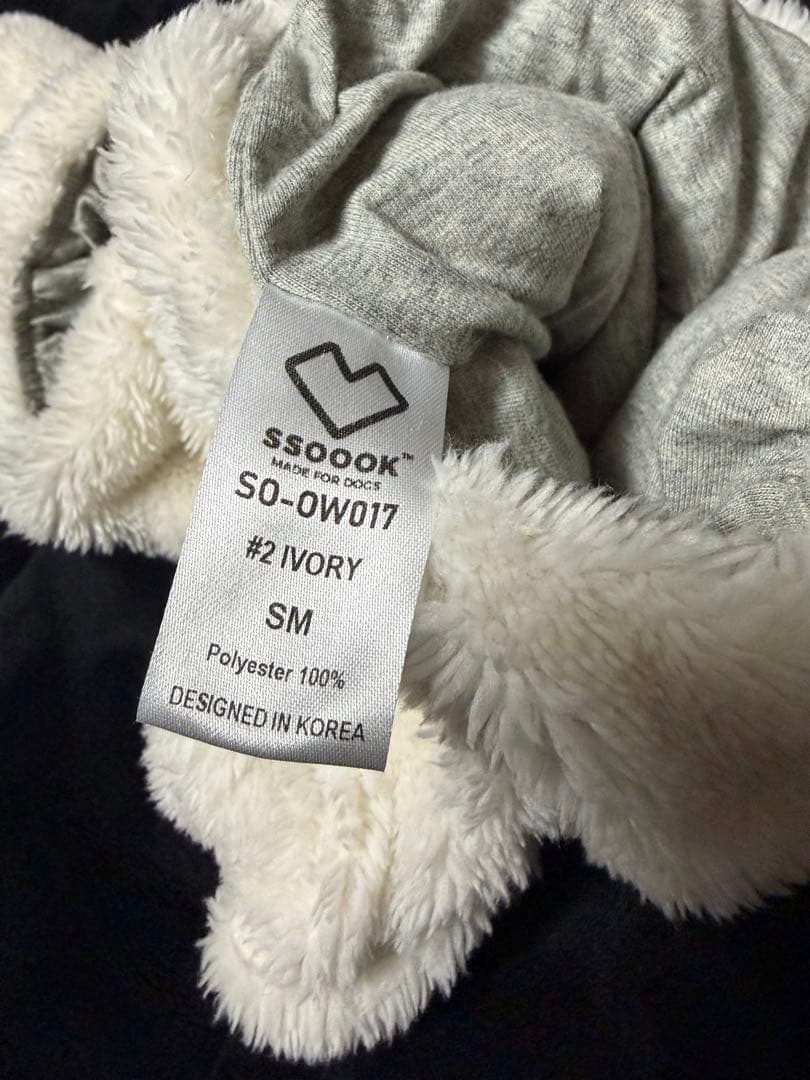 SSOOOK™
MADE FOR DOGS
SO-OW017
#2 IVORY
SM
Polyester 100%
DESIGNED IN KOREA